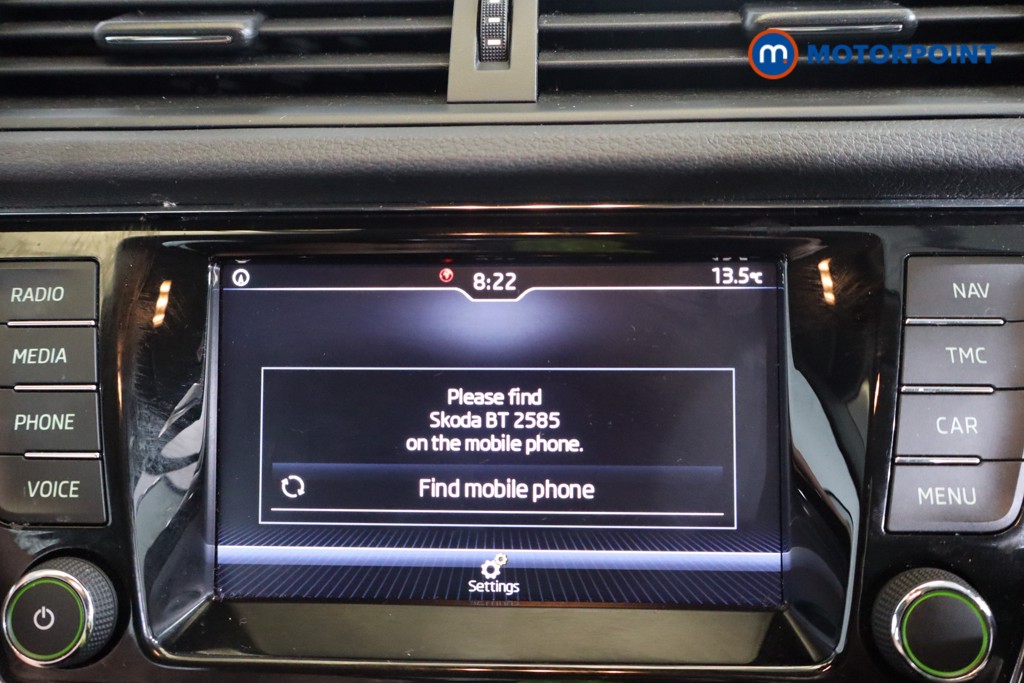 m. MOTORPOINT
8:22
13.5°C
RADIO
MEDIA
PHONE
VOICE
Please find
Skoda BT 2585
on the mobile phone.
Find mobile phone
Settings
NAV
TMC
CAR
MENU